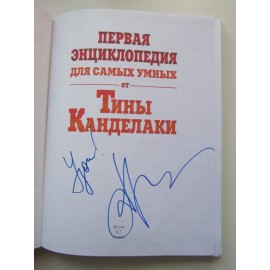 ПЕРВАЯ
ЭНЦИКЛОПЕДИЯ
ДЛЯ САМЫХ УМНЫХ
от
Тины
Канделаки